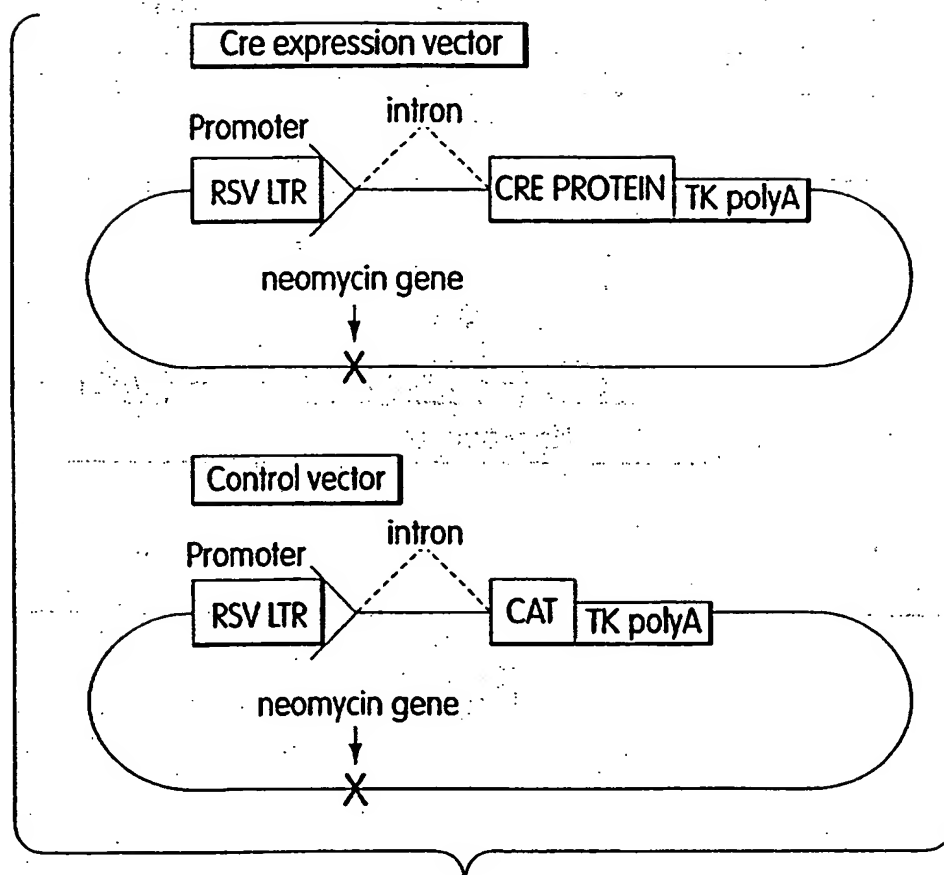 Cre expression vector
intron
Promoter
RSV LTR
CRE PROTEIN
TK polyA
neomycin gene
X
Control vector
intron
Promoter
RSV LTR
CAT
TK polyA
neomycin gene
X